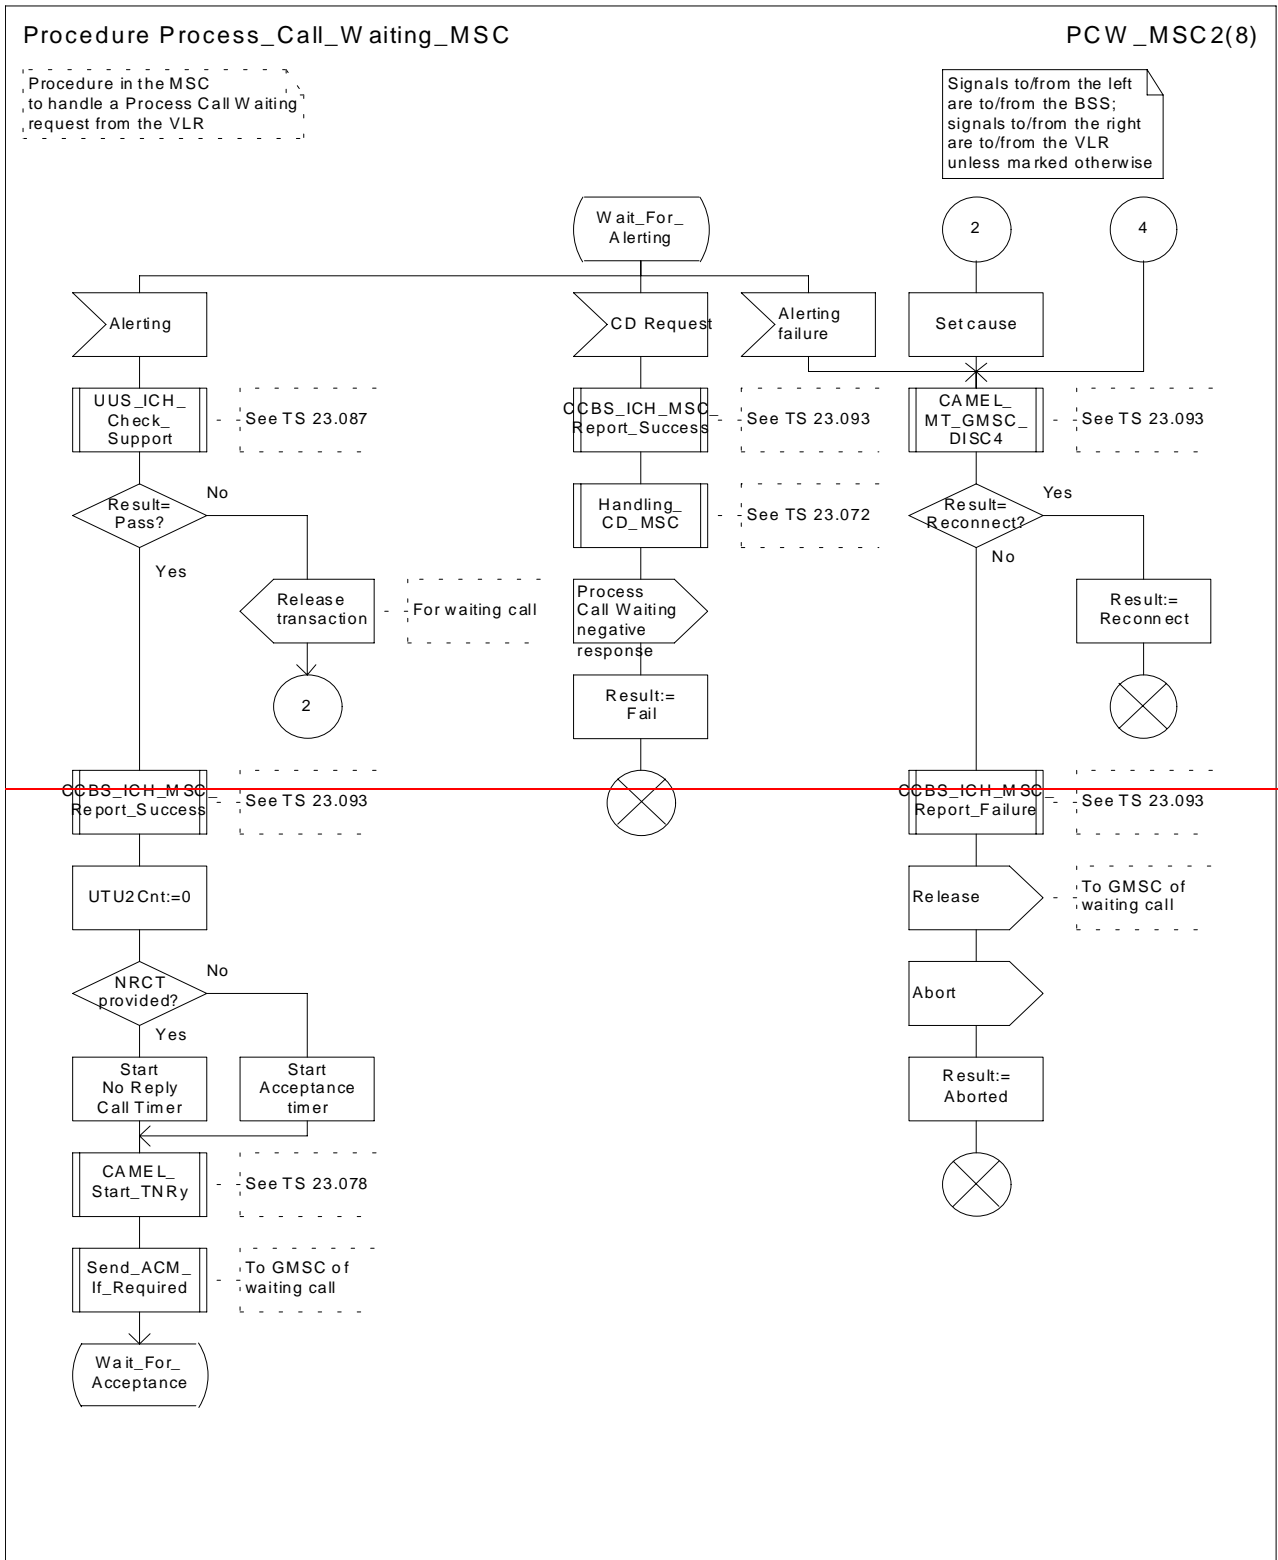 Procedure Process_Call_Waiting_MSC
PCW_MSC2(8)
Procedure in the MSC
to handle a Process Call Waiting
request from the VLR
Signals to/from the left
are to/from the BSS;
signals to/from the right
are to/from the VLR
unless marked otherwise
Wait_For_
Alerting
2
4
Alerting
CD Request
Alerting
failure
Set cause
UUS_ICH_
Check_
Support
See TS 23.087
CCBS_ICH_MSC_
Report_Success
See TS 23.093
CAMEL_
MT_GMSC_
DISC4
See TS 23.093
Result=
Pass?
No
Yes
Handling_
CD_MSC
See TS 23.072
Result=
Reconnect?
Yes
No
Release
transaction
For waiting call
Process
Call Waiting
negative
response
Result:=
Reconnect
2
Result:=
Fail
CCBS_ICH_MSC_
Report_Success
See TS 23.093
CCBS_ICH_MSC_
Report_Failure
See TS 23.093
UTU2Cnt:=0
Release
To GMSC of
waiting call
NRCT
provided?
No
Yes
Abort
Start
No Reply
Call Timer
Start
Acceptance
timer
Result:=
Aborted
CAMEL_
Start_TNRy
See TS 23.078
Send_ACM_
If_Required
To GMSC of
waiting call
Wait_For_
Acceptance